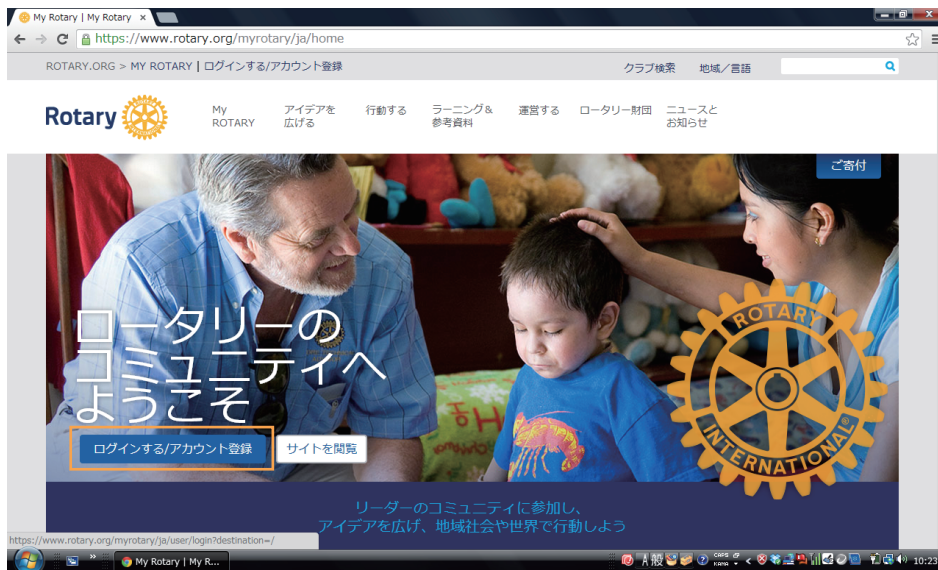 My Rotary | My Rotary
https://www.rotary.org/myrotary/ja/home
ROTARY.ORG > MY ROTARY | ログインする/アカウント登録
クラブ検索
地域／言語
Rotary
My
ROTARY
アイデアを
広げる
行動する
ラーニング&
参考資料
運営する
ロータリー財団
ニュースと
お知らせ
ご寄付
ロータリーの
コミュニティへ
ようこそ
ROTARY
INTERNATIONAL
ログインする/アカウント登録
サイトを閲覧
リーダーのコミュニティに参加し、
アイデアを広げ、地域社会や世界で行動しよう
https://www.rotary.org/myrotary/ja/user/login?destination=/
My Rotary | My R...
A 般
CAPS
KANA
10:23